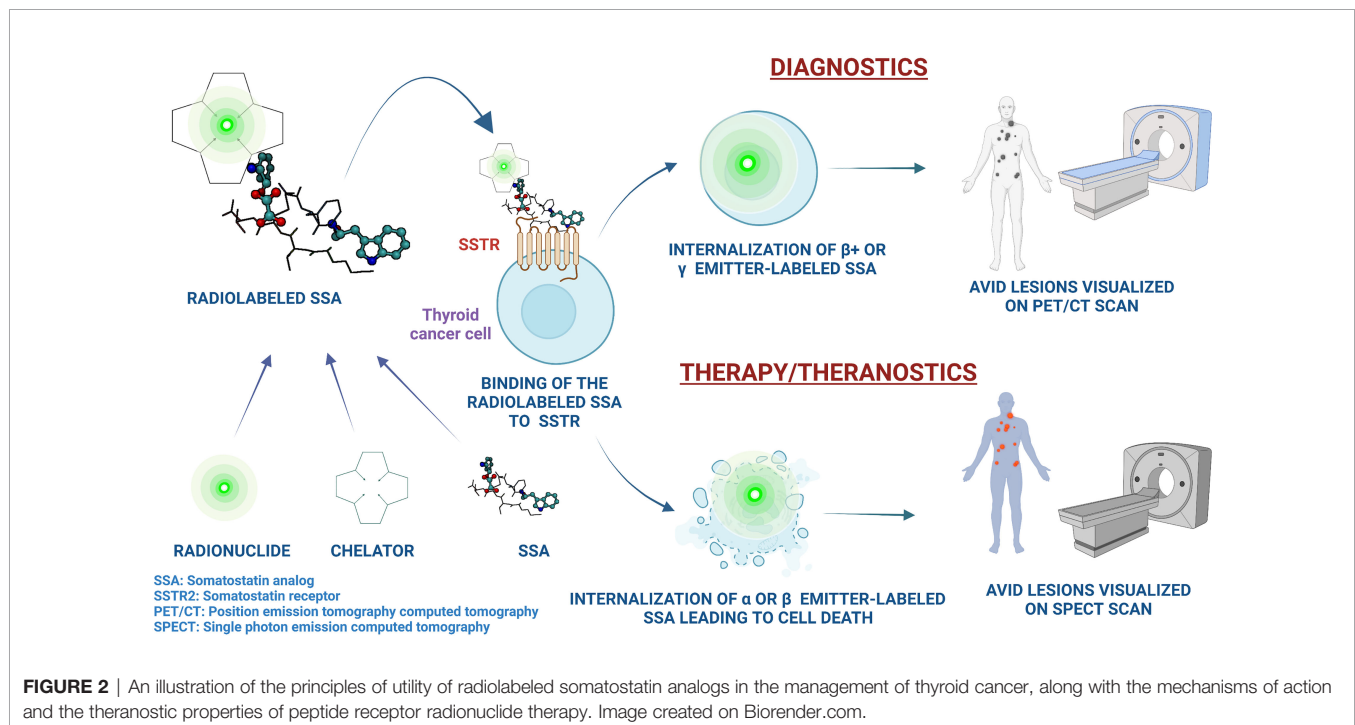 DIAGNOSTICS
RADIOLABELED SSA
SSTR
Thyroid
cancer cell
BINDING OF THE
RADIOLABELED SSA
TO SSTR
INTERNALIZATION OF β+ OR
γ EMITTER-LABELED SSA
AVID LESIONS VISUALIZED
ON PET/CT SCAN
THERAPY/THERANOSTICS
RADIONUCLIDE
CHELATOR
SSA
INTERNALIZATION OF α OR β EMITTER-LABELED
SSA LEADING TO CELL DEATH
AVID LESIONS VISUALIZED
ON SPECT SCAN
SSA: Somatostatin analog
SSTR2: Somatostatin receptor
PET/CT: Position emission tomography computed tomography
SPECT: Single photon emission computed tomography
FIGURE 2 | An illustration of the principles of utility of radiolabeled somatostatin analogs in the management of thyroid cancer, along with the mechanisms of action
and the theranostic properties of peptide receptor radionuclide therapy. Image created on Biorender.com.